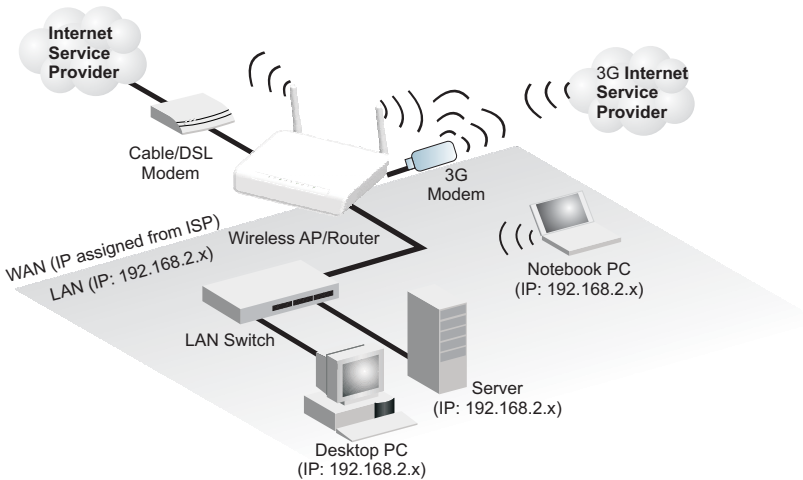 Internet
Service
Provider
3G Internet
Service
Provider
Cable/DSL
Modem
3G
Modem
Wireless AP/Router
WAN (IP assigned from ISP)
LAN (IP: 192.168.2.x)
Notebook PC
(IP: 192.168.2.x)
LAN Switch
Server
(IP: 192.168.2.x)
Desktop PC
(IP: 192.168.2.x)